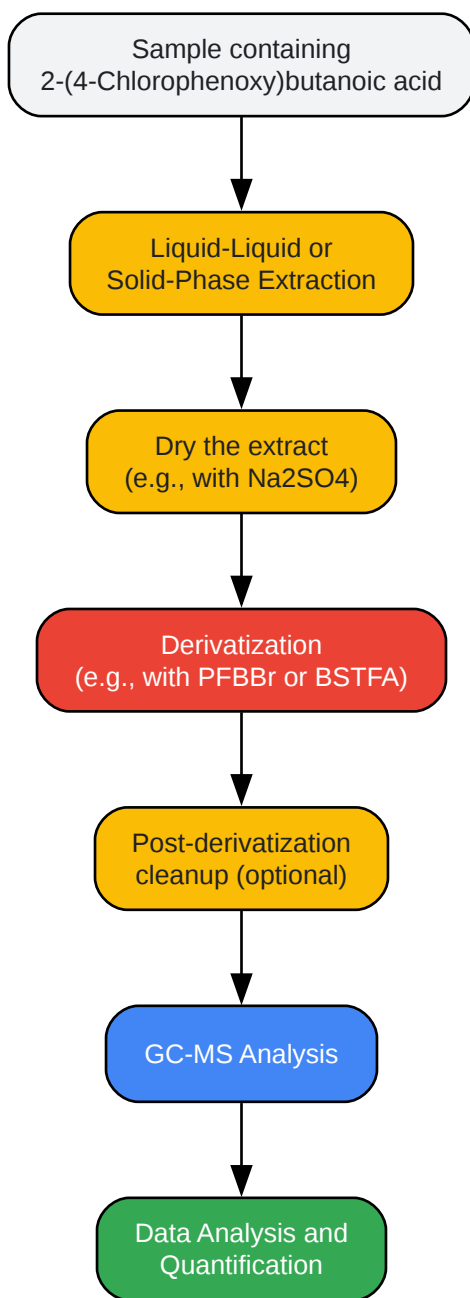 Sample containing
2-(4-Chlorophenoxy)butanoic acid
Liquid-Liquid or
Solid-Phase Extraction
Dry the extract
(e.g., with Na2SO4)
Derivatization
(e.g., with PFBBr or BSTFA)
Post-derivatization
cleanup (optional)
GC-MS Analysis
Data Analysis and
Quantification